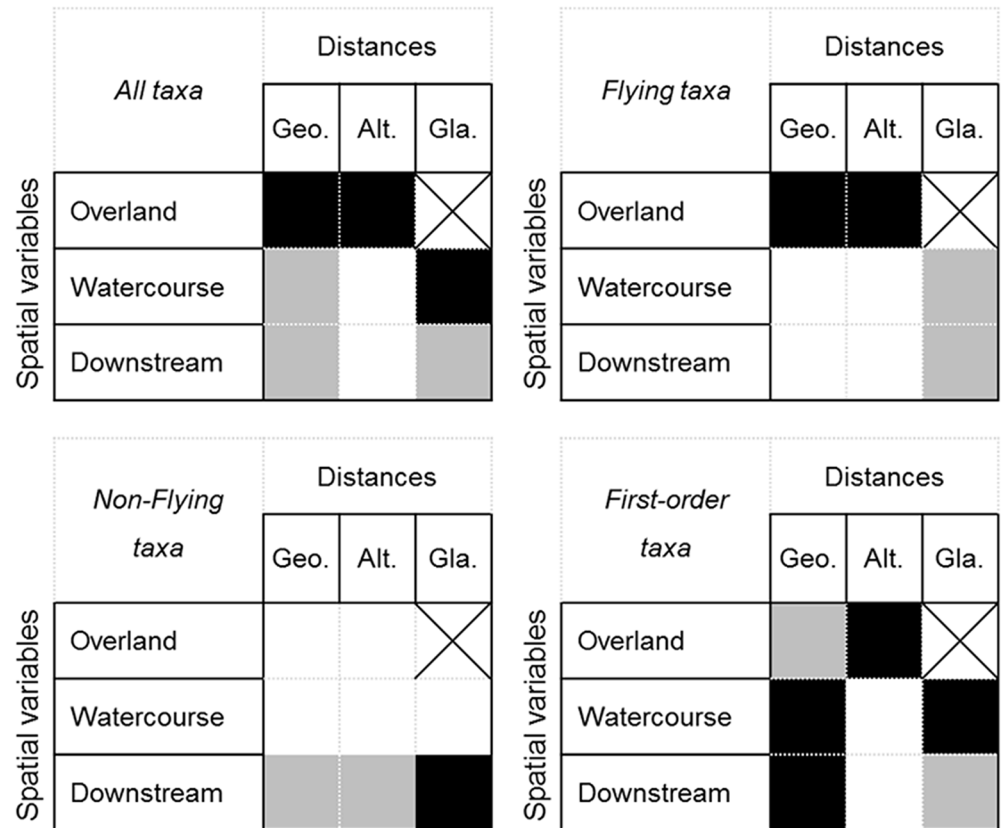 Distances
All taxa
Geo. Alt. Gla.
Spatial variables
Overland
Watercourse
Downstream
Distances
Flying taxa
Geo. Alt. Gla.
Spatial variables
Overland
Watercourse
Downstream
Distances
Non-Flying
taxa
Geo. Alt. Gla.
Spatial variables
Overland
Watercourse
Downstream
Distances
First-order
taxa
Geo. Alt. Gla.
Spatial variables
Overland
Watercourse
Downstream